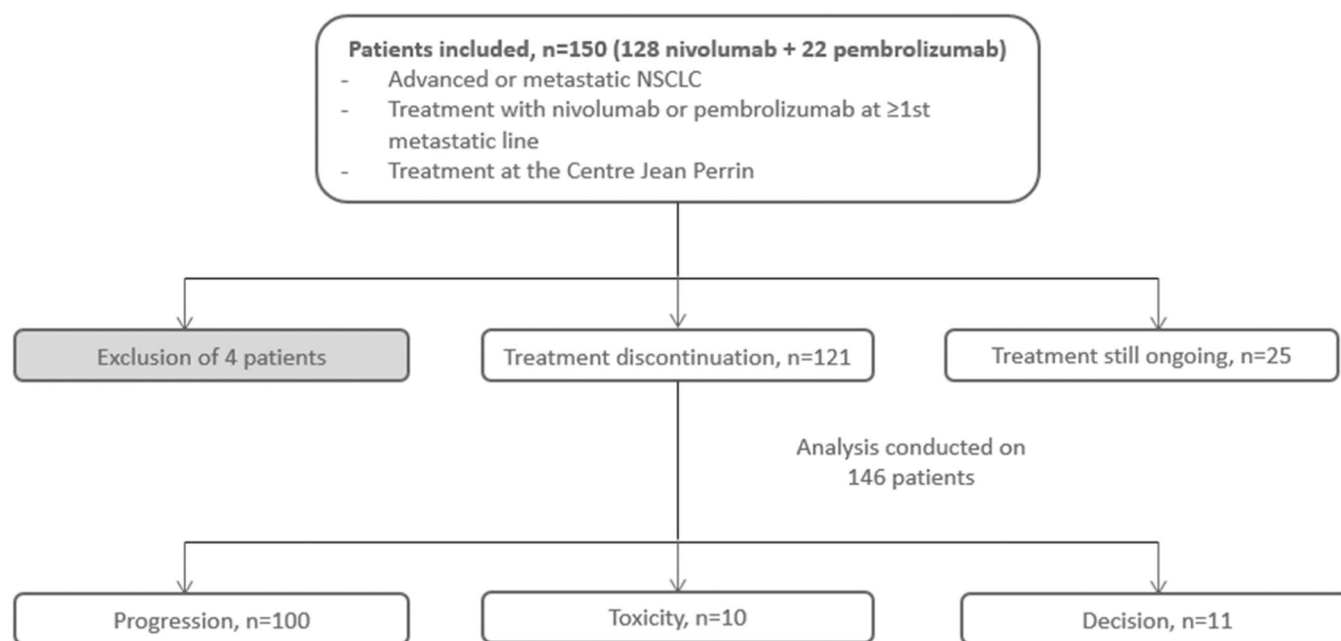 Patients included, n=150 (128 nivolumab + 22 pembrolizumab)
- Advanced or metastatic NSCLC
- Treatment with nivolumab or pembrolizumab at ≥1st
metastatic line
- Treatment at the Centre Jean Perrin
Exclusion of 4 patients
Treatment discontinuation, n=121
Treatment still ongoing, n=25
Analysis conducted on
146 patients
Progression, n=100
Toxicity, n=10
Decision, n=11